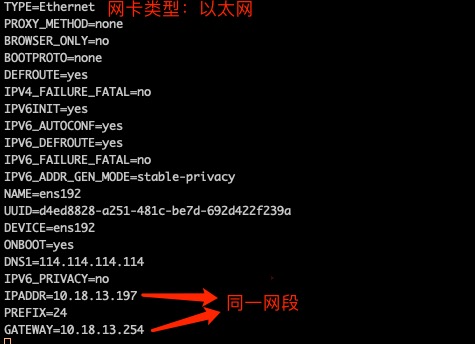 TYPE=Ethernet 网卡类型：以太网
PROXY_METHOD=none
BROWSER_ONLY=no
BOOTPROTO=none
DEFROUTE=yes
IPV4_FAILURE_FATAL=no
IPV6INIT=yes
IPV6_AUTOCONF=yes
IPV6_DEFROUTE=yes
IPV6_FAILURE_FATAL=no
IPV6_ADDR_GEN_MODE=stable-privacy
NAME=ens192
UUID=d4ed8828-a251-481c-be7d-692d422f239a
DEVICE=ens192
ONBOOT=yes
DNS1=114.114.114.114
IPV6_PRIVACY=no
IPADDR=10.18.13.197
同一网段
PREFIX=24
GATEWAY=10.18.13.254